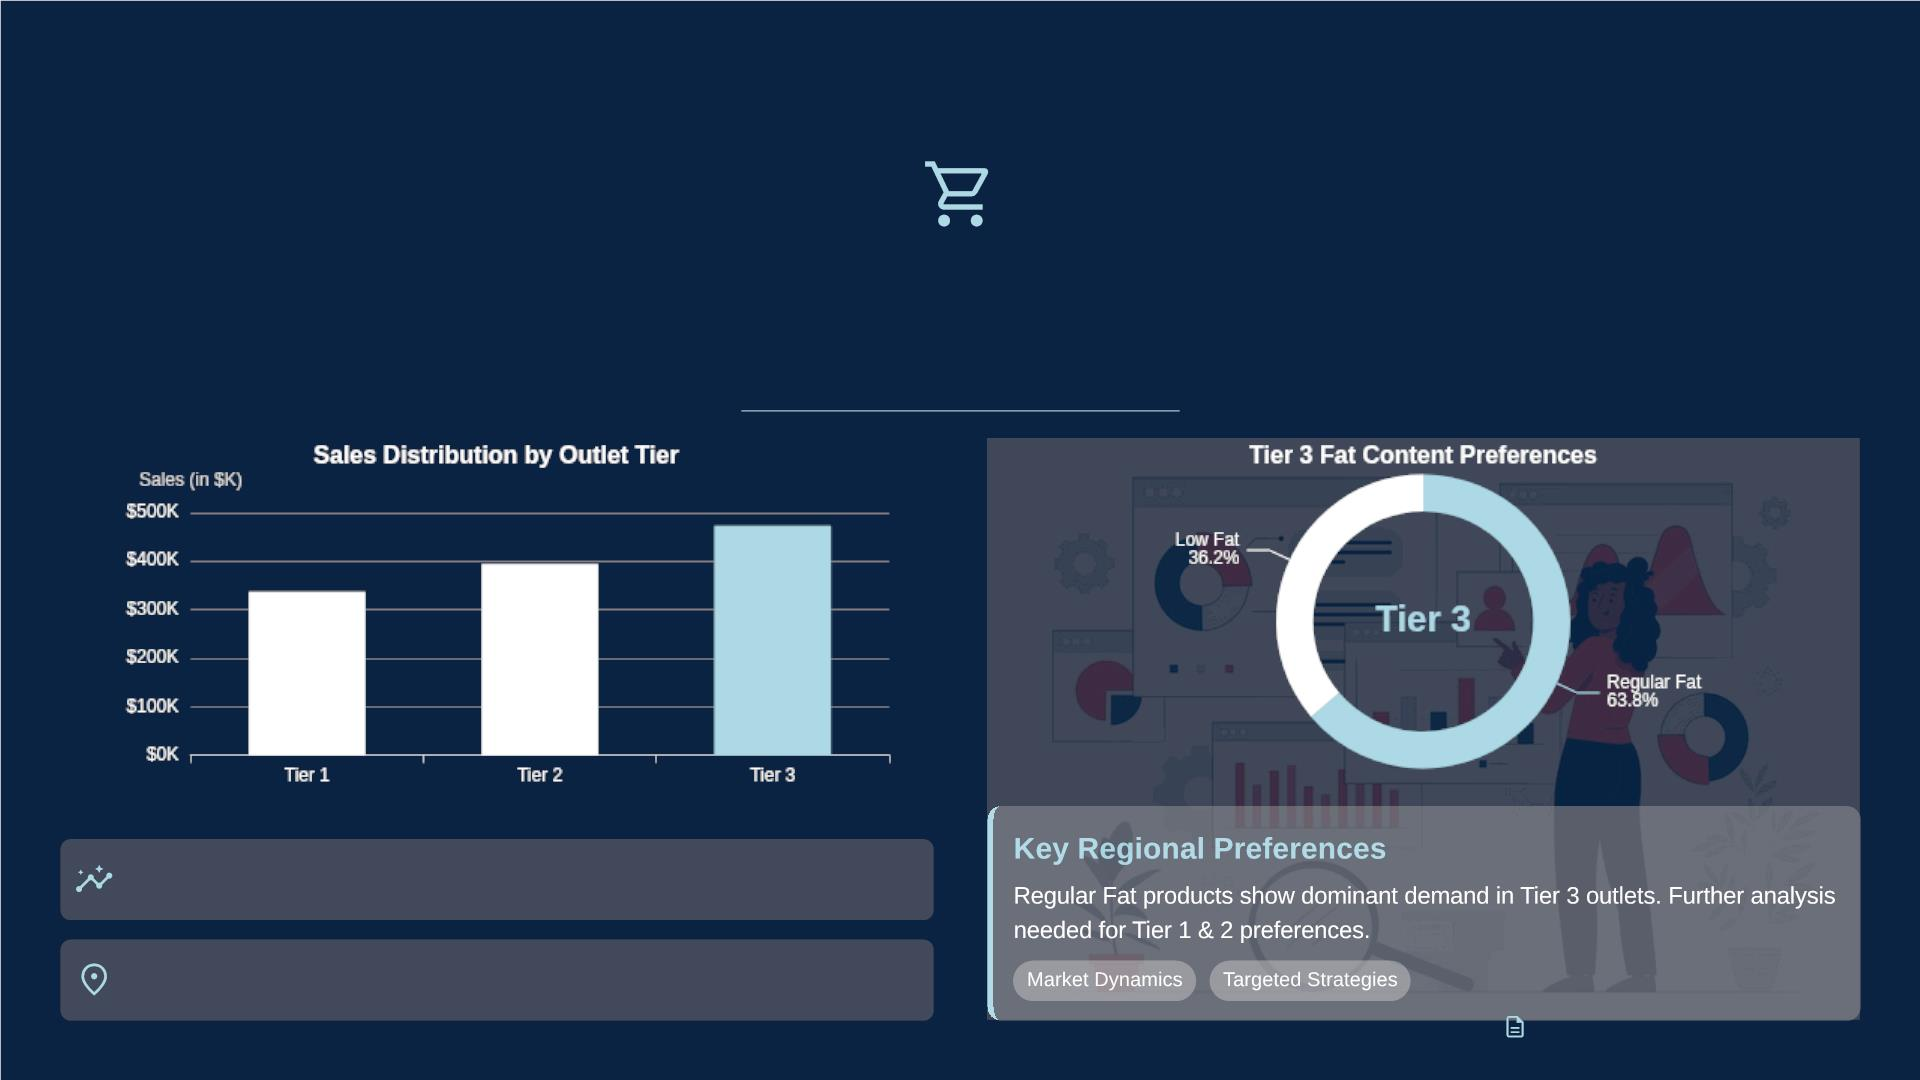 Sales Distribution by Outlet Tier
Sales (in $K)
$500K
$400K
$300K
$200K
$100K
$0K
Tier 1
Tier 2
Tier 3
Tier 3 Fat Content Preferences
Low Fat
36.2%
Tier 3
Regular Fat
63.8%
Key Regional Preferences
Regular Fat products show dominant demand in Tier 3 outlets. Further analysis
needed for Tier 1 & 2 preferences.
Market Dynamics
Targeted Strategies